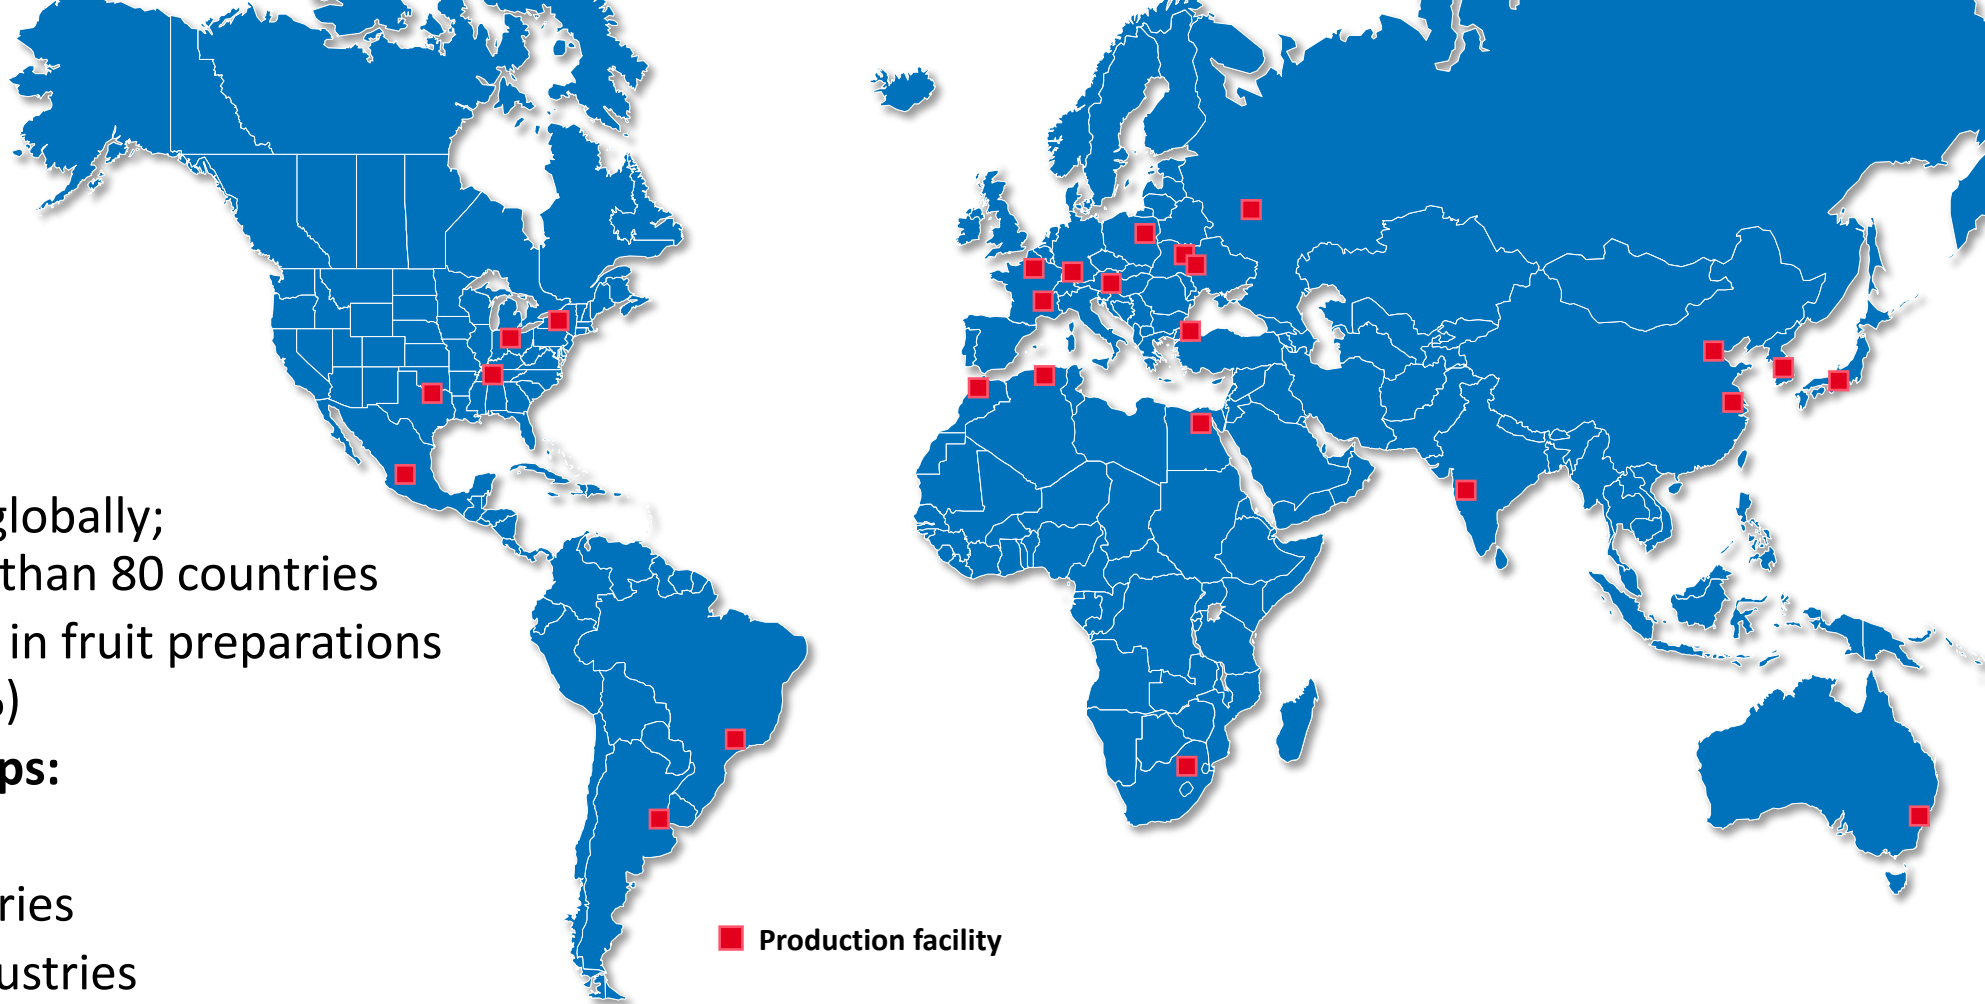 globally;
than 80 countries
in fruit preparations
)
ps:
ries
ustries
Production facility